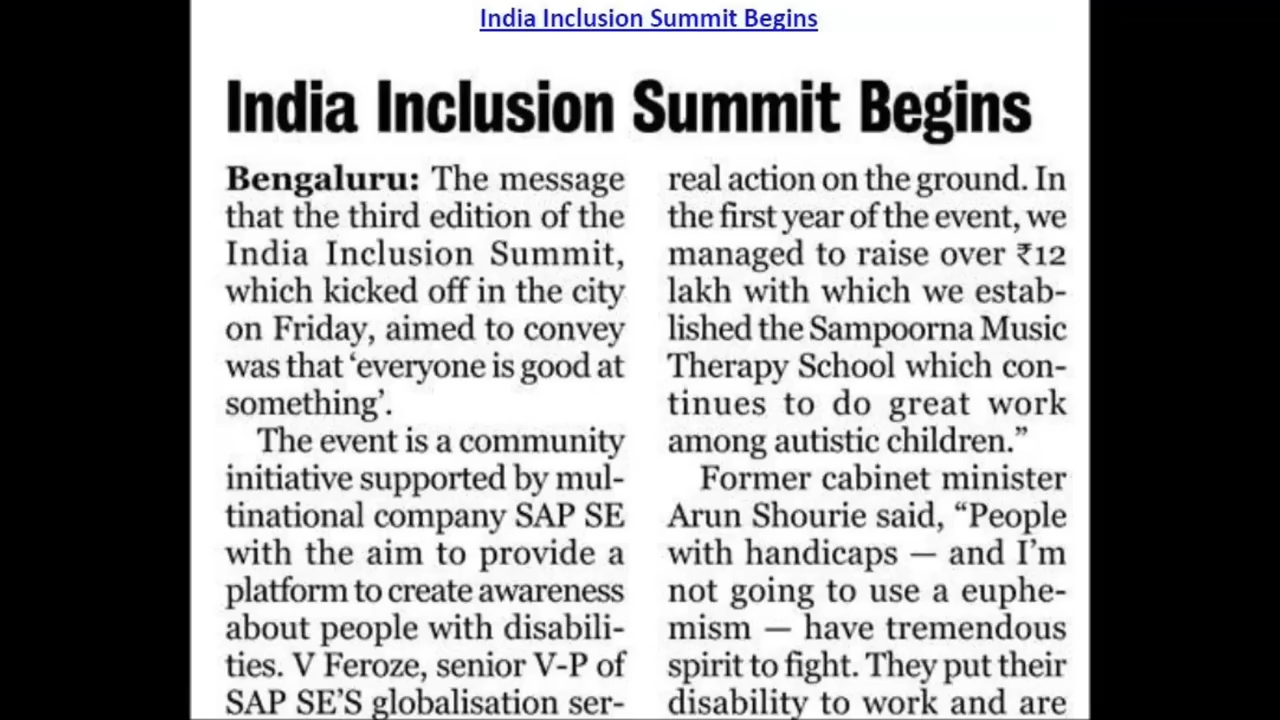 India Inclusion Summit Begins
India Inclusion Summit Begins
Bengaluru: The message
that the third edition of the
India Inclusion Summit,
which kicked off in the city
on Friday, aimed to convey
was that ‘everyone is good at
something’.
The event is a community
initiative supported by mul-
tinational company SAP SE
with the aim to provide a
platform to create awareness
about people with disabili-
ties. V Feroze, senior V-P of
SAP SE’S globalisation ser-
real action on the ground. In
the first year of the event, we
managed to raise over ₹12
lakh with which we estab-
lished the Sampoorna Music
Therapy School which con-
tinues to do great work
among autistic children.”
Former cabinet minister
Arun Shourie said, “People
with handicaps — and I’m
not going to use a euphe-
mism — have tremendous
spirit to fight. They put their
disability to work and are